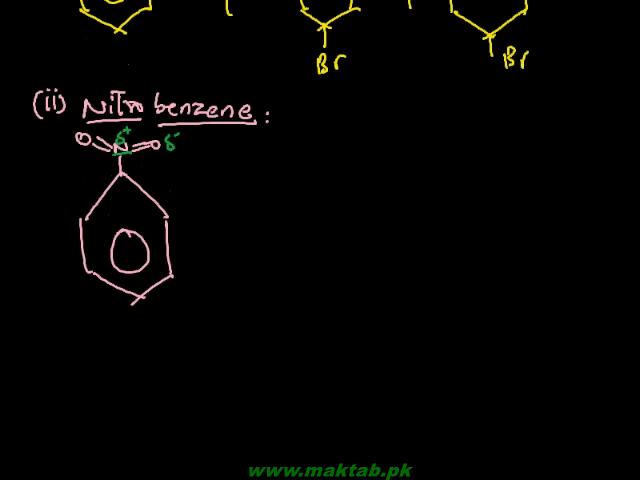 Br
Br
(ii) Nitro benzene:
δ+
O N O δ-
www.maktab.pk